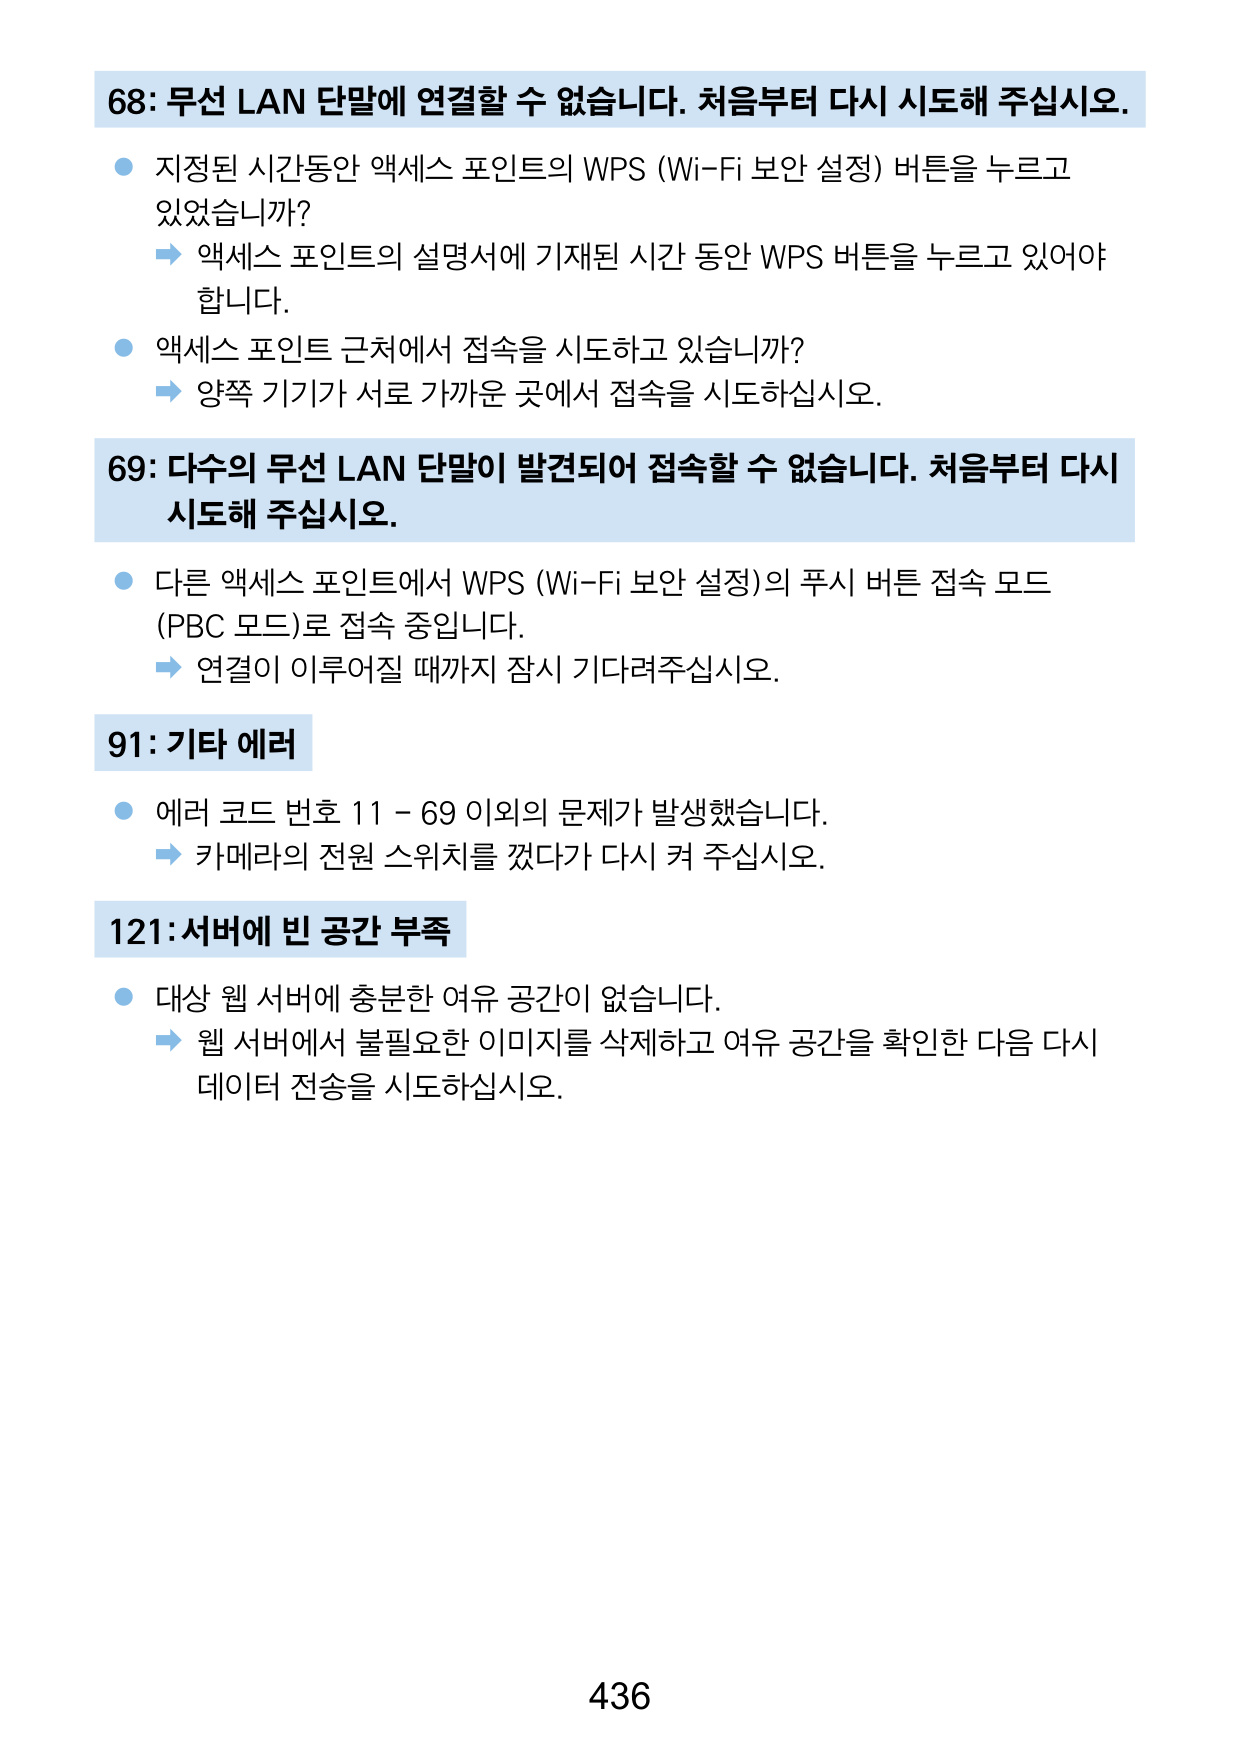 68: 무선 LAN 단말에 연결할 수 없습니다. 처음부터 다시 시도해 주십시오.
● 지정된 시간동안 액세스 포인트의 WPS (Wi-Fi 보안 설정) 버튼을 누르고
있었습니까?
➡ 액세스 포인트의 설명서에 기재된 시간 동안 WPS 버튼을 누르고 있어야
합니다.
● 액세스 포인트 근처에서 접속을 시도하고 있습니까?
➡ 양쪽 기기가 서로 가까운 곳에서 접속을 시도하십시오.
69: 다수의 무선 LAN 단말이 발견되어 접속할 수 없습니다. 처음부터 다시
시도해 주십시오.
● 다른 액세스 포인트에서 WPS (Wi-Fi 보안 설정)의 푸시 버튼 접속 모드
(PBC 모드)로 접속 중입니다.
➡ 연결이 이루어질 때까지 잠시 기다려주십시오.
91: 기타 에러
● 에러 코드 번호 11 – 69 이외의 문제가 발생했습니다.
➡ 카메라의 전원 스위치를 껐다가 다시 켜 주십시오.
121:서버에 빈 공간 부족
● 대상 웹 서버에 충분한 여유 공간이 없습니다.
➡ 웹 서버에서 불필요한 이미지를 삭제하고 여유 공간을 확인한 다음 다시
데이터 전송을 시도하십시오.
436